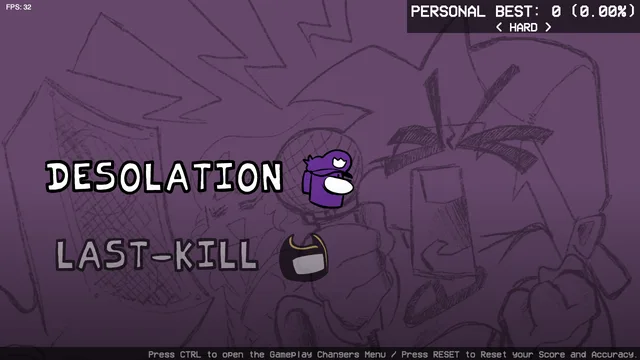 FPS: 32
PERSONAL BEST: 0 (0.00%)
< HARD >
DESOLATION
LAST-KILL
Press CTRL to open the Gameplay Changers Menu / Press RESET to Reset your Score and Accuracy.